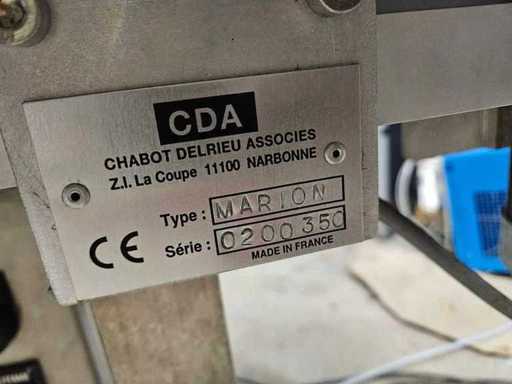 CDA
CHABOT DELRIEU ASSOCIES
Z.I. La Coupe 11100 NARBONNE
Type : MARION
CE Série : 0200350
MADE IN FRANCE